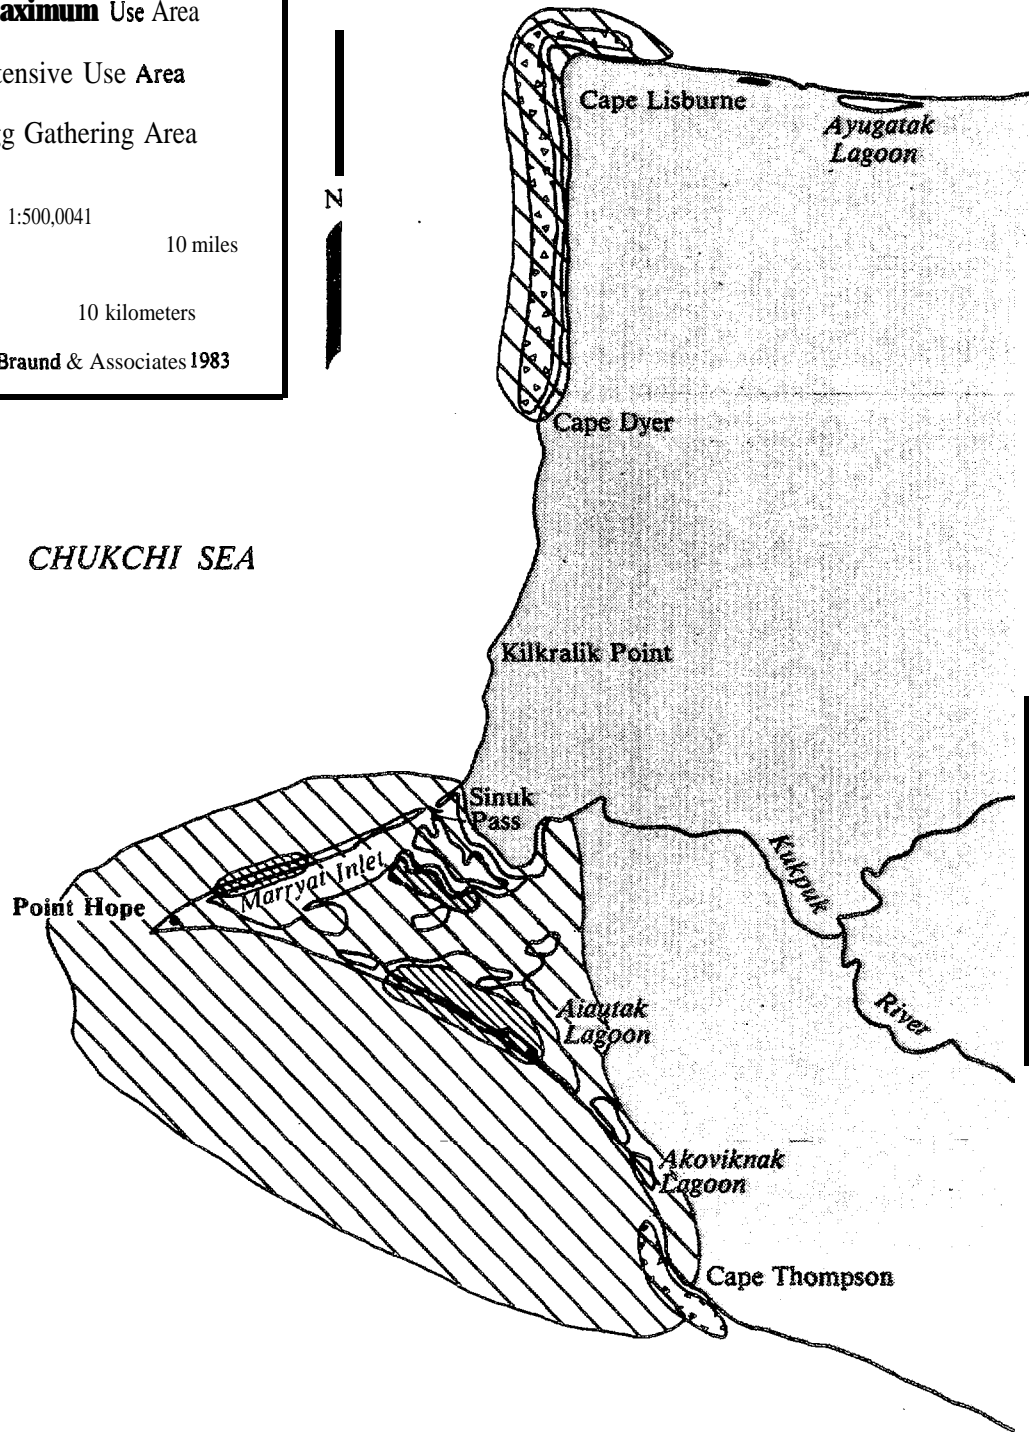 aximum Use Area
tensive Use Area
g Gathering Area
1:500,0041
10 miles
10 kilometers
Braund & Associates 1983
N
Cape Lisburne
Ayugatak
Lagoon
Cape Dyer
CHUKCHI SEA
Kilkralik Point
Sinuk
Pass
Marryat Inlet
Point Hope
Kukpuk
River
Aiautak
Lagoon
Akoviknak
Lagoon
Cape Thompson